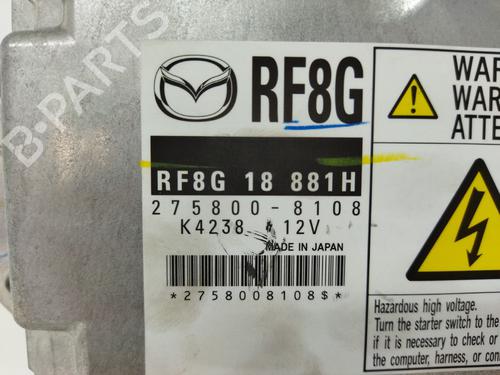 B-PARTS
RF8G
RF8G 18 881H
275800-8108
K4238 12V
MADE IN JAPAN
*2758008108$*
WAR
WAR
ATTE
Hazardous high voltage.
Turn the starter switch to the
if it is necessary to check or
the computer, harness, or con